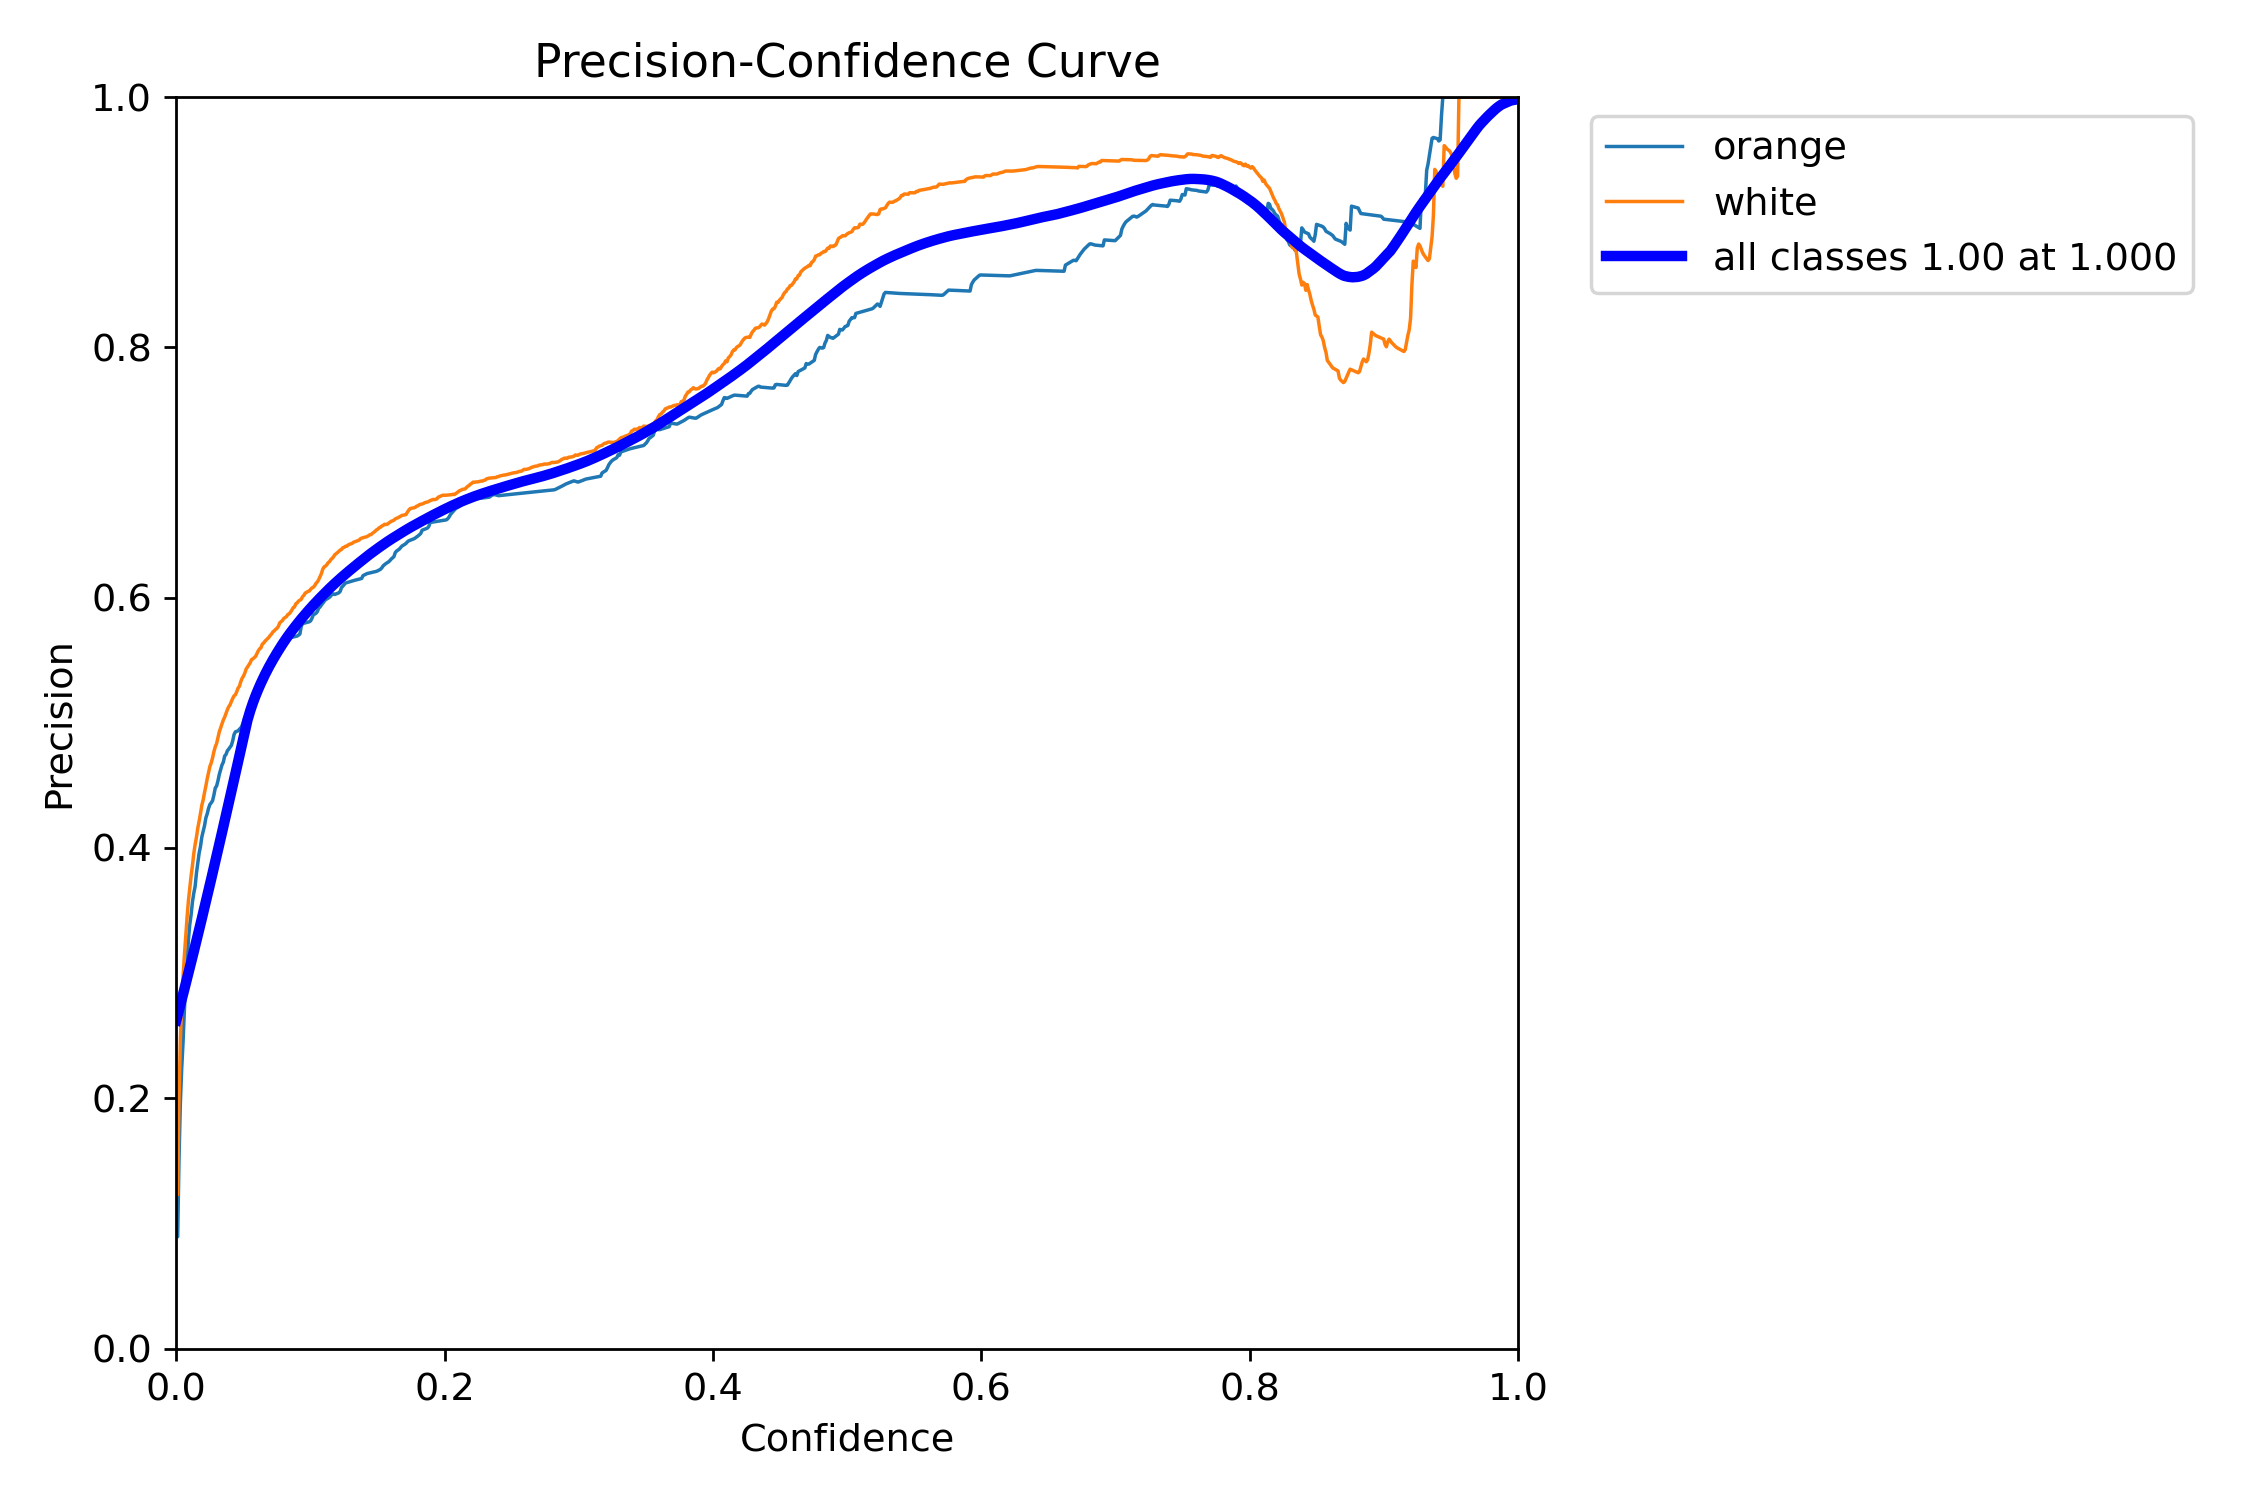 Precision-Confidence Curve
1.0
0.8
0.6
0.4
0.2
0.0
Precision
0.0 0.2 0.4 0.6 0.8 1.0
Confidence
orange
white
all classes 1.00 at 1.000